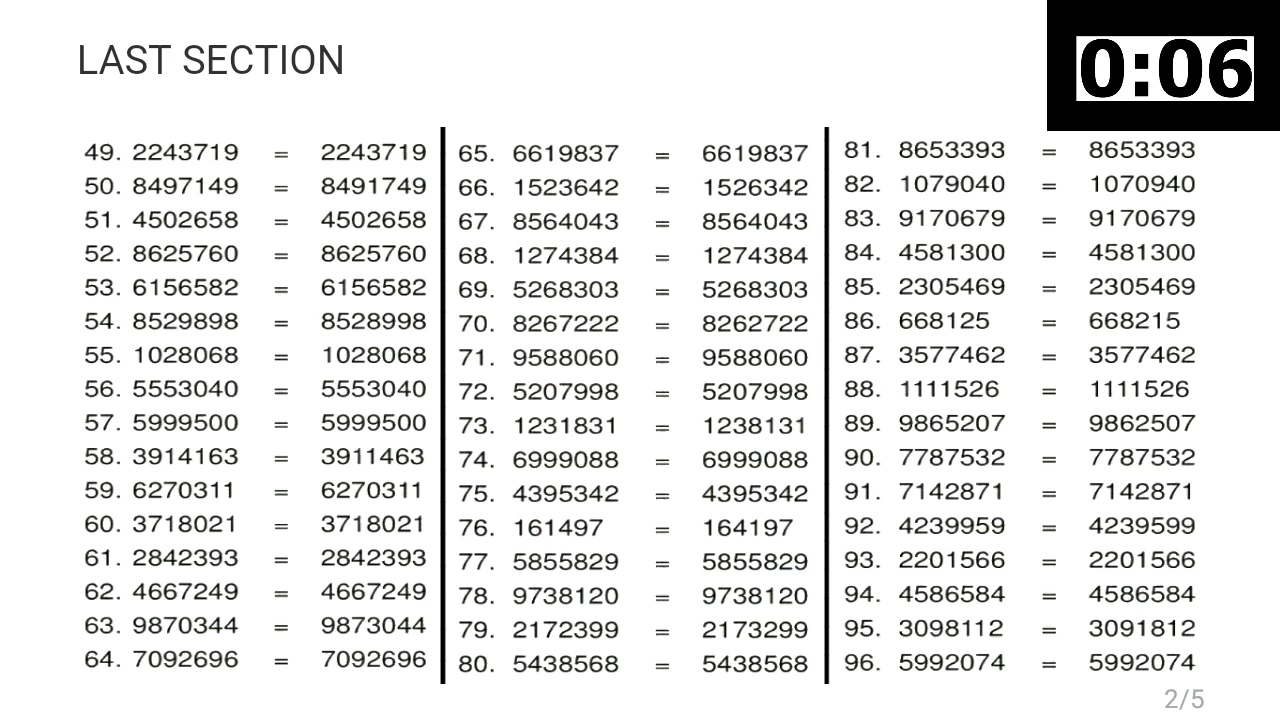 LAST SECTION
0:06
49. 2243719 = 2243719
50. 8497149 = 8491749
51. 4502658 = 4502658
52. 8625760 = 8625760
53. 6156582 = 6156582
54. 8529898 = 8528998
55. 1028068 = 1028068
56. 5553040 = 5553040
57. 5999500 = 5999500
58. 3914163 = 3911463
59. 6270311 = 6270311
60. 3718021 = 3718021
61. 2842393 = 2842393
62. 4667249 = 4667249
63. 9870344 = 9873044
64. 7092696 = 7092696
65. 6619837 = 6619837
66. 1523642 = 1526342
67. 8564043 = 8564043
68. 1274384 = 1274384
69. 5268303 = 5268303
70. 8267222 = 8262722
71. 9588060 = 9588060
72. 5207998 = 5207998
73. 1231831 = 1238131
74. 6999088 = 6999088
75. 4395342 = 4395342
76. 161497 = 164197
77. 5855829 = 5855829
78. 9738120 = 9738120
79. 2172399 = 2173299
80. 5438568 = 5438568
81. 8653393 = 8653393
82. 1079040 = 1070940
83. 9170679 = 9170679
84. 4581300 = 4581300
85. 2305469 = 2305469
86. 668125 = 668215
87. 3577462 = 3577462
88. 1111526 = 1111526
89. 9865207 = 9862507
90. 7787532 = 7787532
91. 7142871 = 7142871
92. 4239959 = 4239599
93. 2201566 = 2201566
94. 4586584 = 4586584
95. 3098112 = 3091812
96. 5992074 = 5992074
2/5